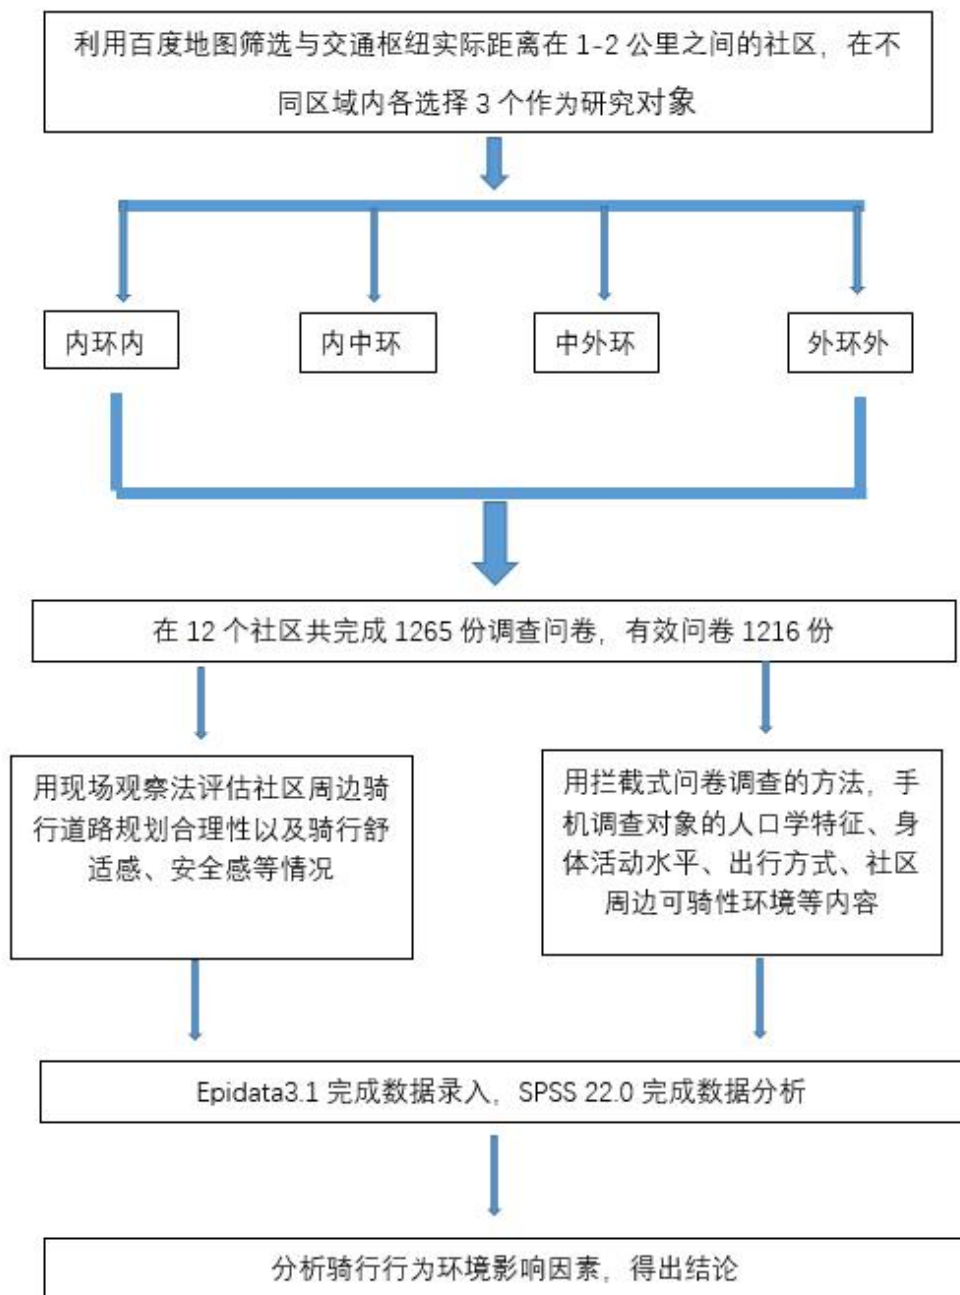 利用百度地图筛选与交通枢纽实际距离在 1-2 公里之间的社区，在不
同区域内各选择 3 个作为研究对象
内环内
内中环
中外环
外环外
在 12 个社区共完成 1265 份调查问卷，有效问卷 1216 份
用现场观察法评估社区周边骑
行道路规划合理性以及骑行舒
适感、安全感等情况
用拦截式问卷调查的方法，手
机调查对象的人口学特征、身
体活动水平、出行方式、社区
周边可骑性环境等内容
Epidata3.1 完成数据录入，SPSS 22.0 完成数据分析
分析骑行行为环境影响因素，得出结论